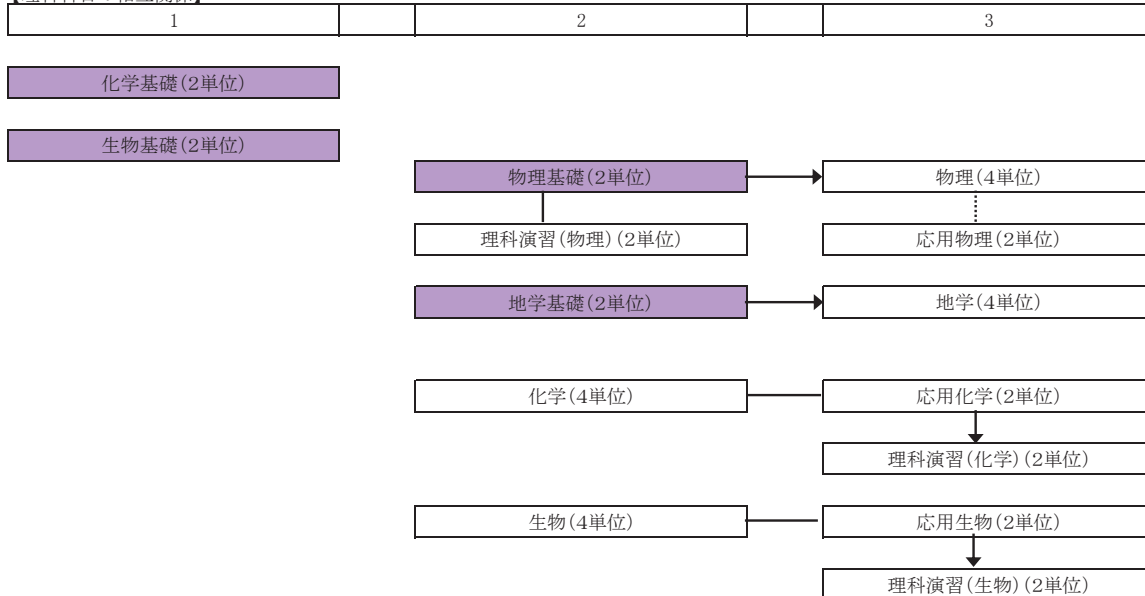 1 2 3
化学基礎(2単位)
生物基礎(2単位)
物理基礎(2単位) 物理(4単位)
理科演習(物理)(2単位) 応用物理(2単位)
地学基礎(2単位) 地学(4単位)
化学(4単位) 応用化学(2単位)
理科演習(化学)(2単位)
生物(4単位) 応用生物(2単位)
理科演習(生物)(2単位)